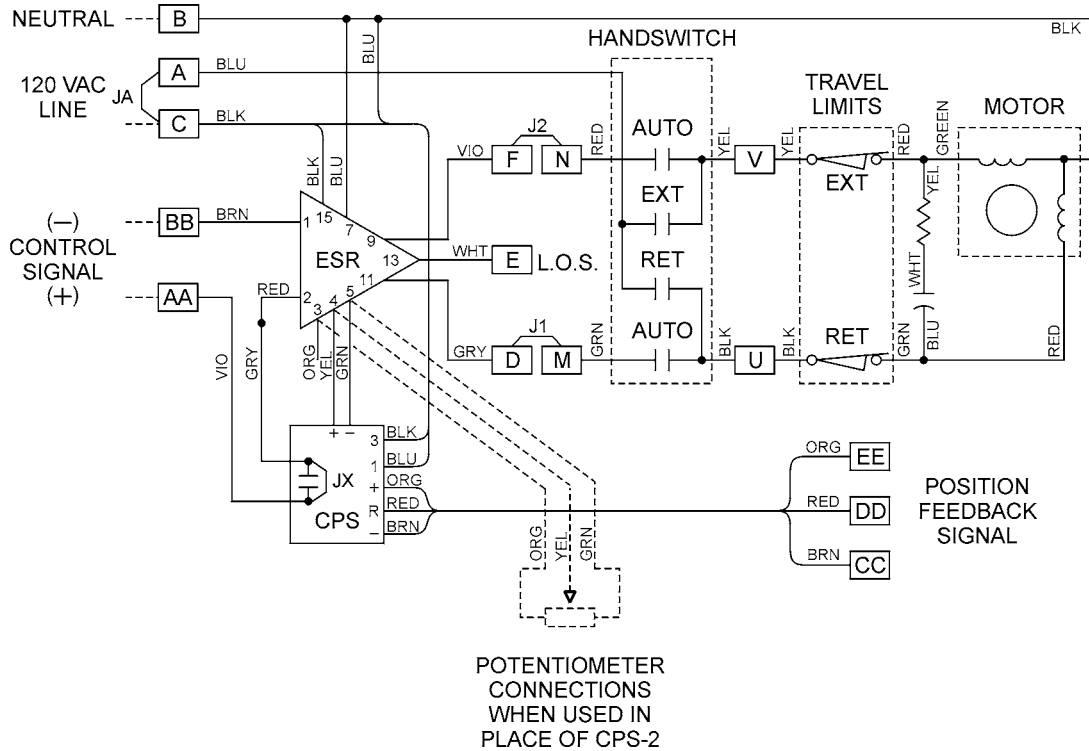 NEUTRAL
B
BLK
BLU
HANDSWITCH
A
BLU
120 VAC
LINE
JA
TRAVEL
LIMITS
MOTOR
C
BLK
J2
RED
AUTO
YEL
YEL
RED
GREEN
VIO
F
N
V
BLK
BLU
EXT
EXT
YEL
(−)
CONTROL
SIGNAL
(+)
BB
BRN
1
15
7
9
ESR
13
WHT
E
L.O.S.
RET
11
WHT
AA
RED
2
3
4
5
J1
GRN
AUTO
BLK
BLK
RET
GRN
BLU
RED
GRY
D
M
U
VIO
GRY
ORG
YEL
GRN
+
−
3
BLK
1
BLU
JX
+
ORG
CPS
R
RED
−
BRN
ORG
EE
RED
DD
BRN
CC
POSITION
FEEDBACK
SIGNAL
ORG
YEL
GRN
POTENTIOMETER
CONNECTIONS
WHEN USED IN
PLACE OF CPS-2